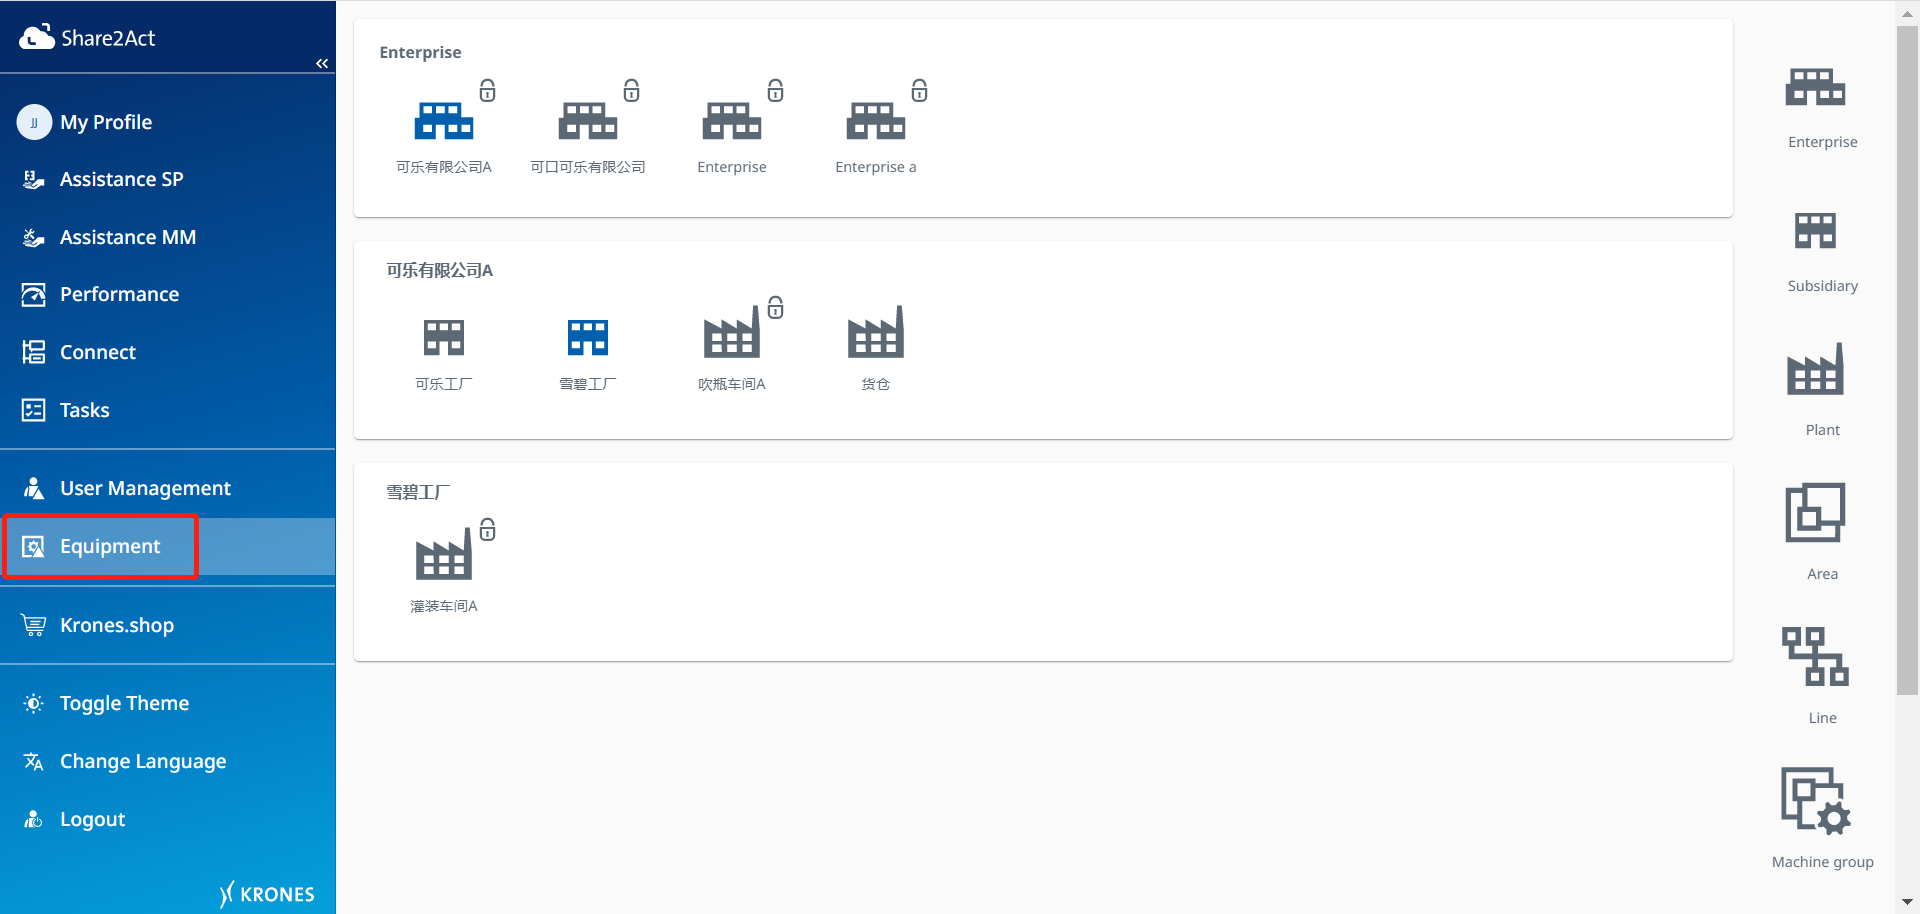 Share2Act
«
JJ
My Profile
Assistance SP
Assistance MM
Performance
Connect
Tasks
User Management
Equipment
Krones.shop
Toggle Theme
Change Language
Logout
KRONES
Enterprise
可乐有限公司A
可口可乐有限公司
Enterprise
Enterprise a
可乐有限公司A
可乐工厂
雪碧工厂
吹瓶车间A
货仓
雪碧工厂
灌装车间A
Enterprise
Subsidiary
Plant
Area
Line
Machine group